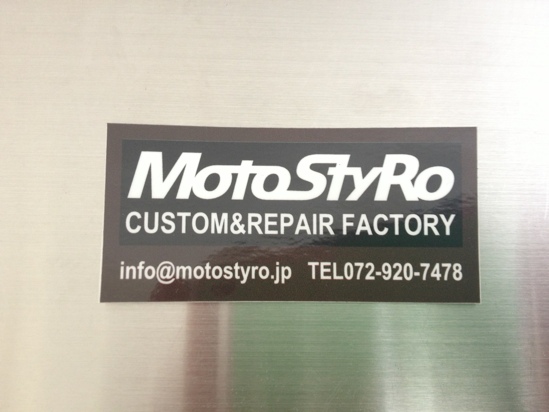 MotoStyRo
CUSTOM&REPAIR FACTORY
info@motostyro.jp TEL072-920-7478